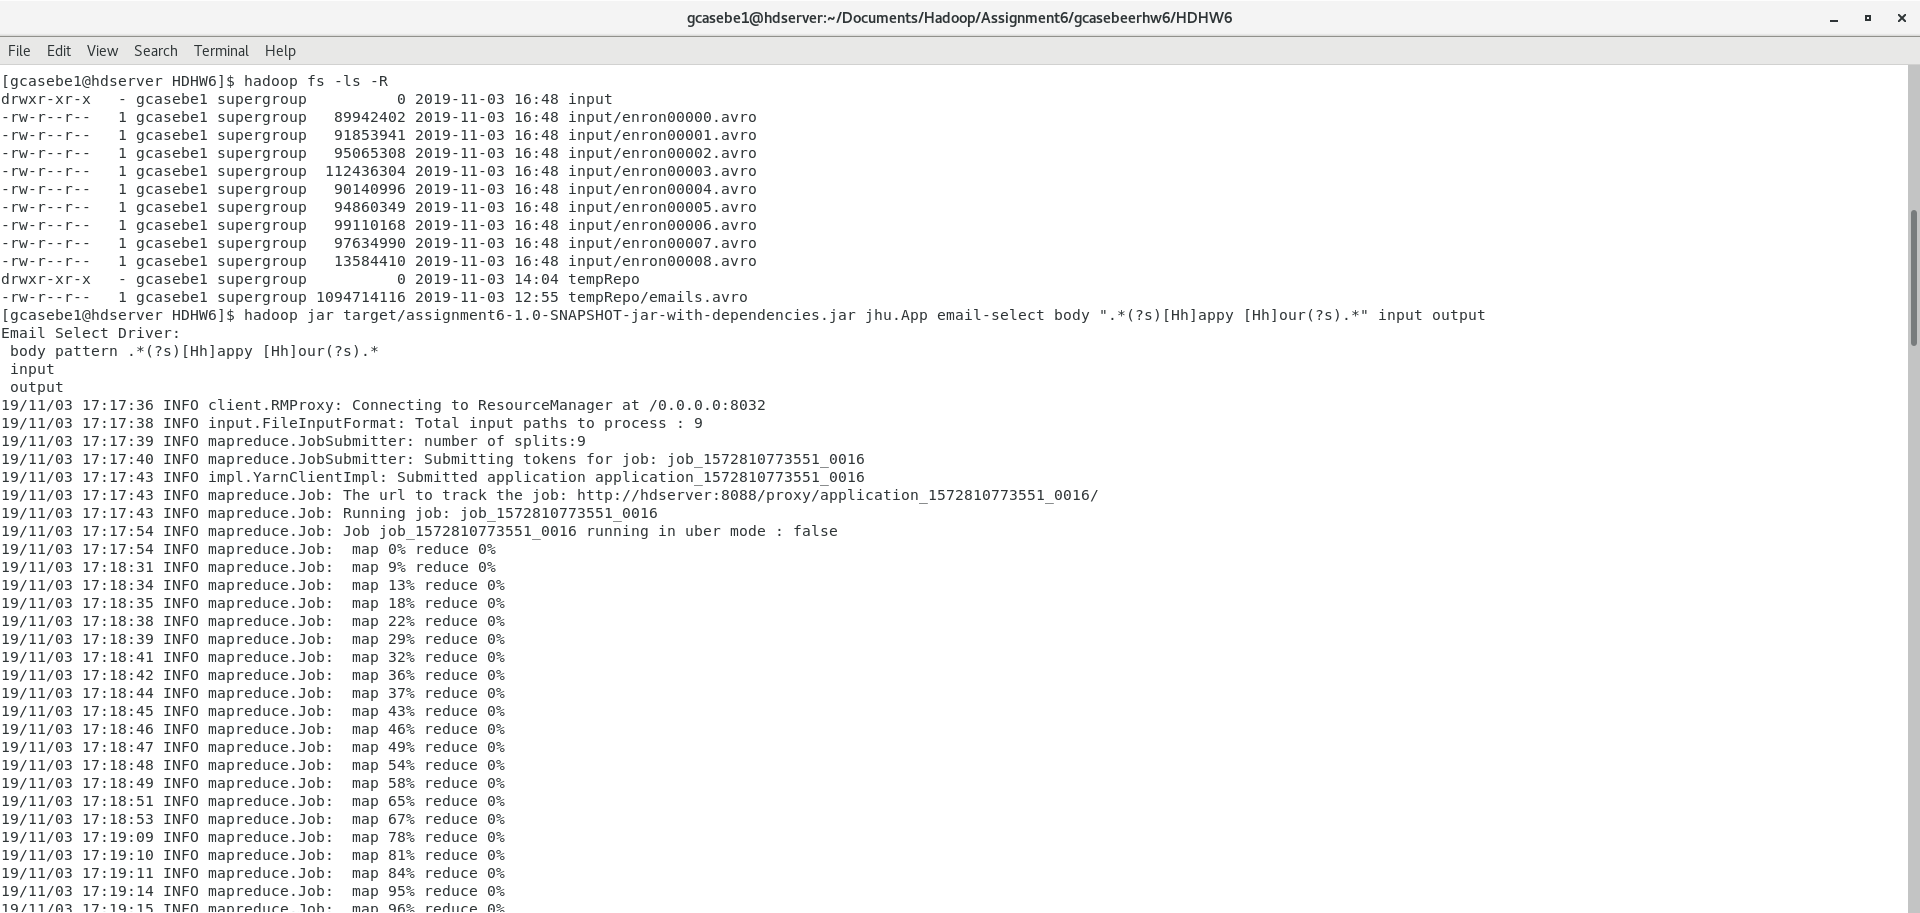 gcasebe1@hdserver:~/Documents/Hadoop/Assignment6/gcasebeerhw6/HDHW6
File Edit View Search Terminal Help
[gcasebe1@hdserver HDHW6]$ hadoop fs -ls -R
drwxr-xr-x   - gcasebe1 supergroup          0 2019-11-03 16:48 input
-rw-r--r--   1 gcasebe1 supergroup   89942402 2019-11-03 16:48 input/enron00000.avro
-rw-r--r--   1 gcasebe1 supergroup   91853941 2019-11-03 16:48 input/enron00001.avro
-rw-r--r--   1 gcasebe1 supergroup   95065308 2019-11-03 16:48 input/enron00002.avro
-rw-r--r--   1 gcasebe1 supergroup  112436304 2019-11-03 16:48 input/enron00003.avro
-rw-r--r--   1 gcasebe1 supergroup   90140996 2019-11-03 16:48 input/enron00004.avro
-rw-r--r--   1 gcasebe1 supergroup   94860349 2019-11-03 16:48 input/enron00005.avro
-rw-r--r--   1 gcasebe1 supergroup   99110168 2019-11-03 16:48 input/enron00006.avro
-rw-r--r--   1 gcasebe1 supergroup   97634990 2019-11-03 16:48 input/enron00007.avro
-rw-r--r--   1 gcasebe1 supergroup   13584410 2019-11-03 16:48 input/enron00008.avro
drwxr-xr-x   - gcasebe1 supergroup          0 2019-11-03 14:04 tempRepo
-rw-r--r--   1 gcasebe1 supergroup 1094714116 2019-11-03 12:55 tempRepo/emails.avro
[gcasebe1@hdserver HDHW6]$ hadoop jar target/assignment6-1.0-SNAPSHOT-jar-with-dependencies.jar jhu.App email-select body ".*(?s)[Hh]appy [Hh]our(?s).*" input output
Email Select Driver:
 body pattern .*(?s)[Hh]appy [Hh]our(?s).*
 input
 output
19/11/03 17:17:36 INFO client.RMProxy: Connecting to ResourceManager at /0.0.0.0:8032
19/11/03 17:17:38 INFO input.FileInputFormat: Total input paths to process : 9
19/11/03 17:17:39 INFO mapreduce.JobSubmitter: number of splits:9
19/11/03 17:17:40 INFO mapreduce.JobSubmitter: Submitting tokens for job: job_1572810773551_0016
19/11/03 17:17:43 INFO impl.YarnClientImpl: Submitted application application_1572810773551_0016
19/11/03 17:17:43 INFO mapreduce.Job: The url to track the job: http://hdserver:8088/proxy/application_1572810773551_0016/
19/11/03 17:17:43 INFO mapreduce.Job: Running job: job_1572810773551_0016
19/11/03 17:17:54 INFO mapreduce.Job: Job job_1572810773551_0016 running in uber mode : false
19/11/03 17:17:54 INFO mapreduce.Job:  map 0% reduce 0%
19/11/03 17:18:31 INFO mapreduce.Job:  map 9% reduce 0%
19/11/03 17:18:34 INFO mapreduce.Job:  map 13% reduce 0%
19/11/03 17:18:35 INFO mapreduce.Job:  map 18% reduce 0%
19/11/03 17:18:38 INFO mapreduce.Job:  map 22% reduce 0%
19/11/03 17:18:39 INFO mapreduce.Job:  map 29% reduce 0%
19/11/03 17:18:41 INFO mapreduce.Job:  map 32% reduce 0%
19/11/03 17:18:42 INFO mapreduce.Job:  map 36% reduce 0%
19/11/03 17:18:44 INFO mapreduce.Job:  map 37% reduce 0%
19/11/03 17:18:45 INFO mapreduce.Job:  map 43% reduce 0%
19/11/03 17:18:46 INFO mapreduce.Job:  map 46% reduce 0%
19/11/03 17:18:47 INFO mapreduce.Job:  map 49% reduce 0%
19/11/03 17:18:48 INFO mapreduce.Job:  map 54% reduce 0%
19/11/03 17:18:49 INFO mapreduce.Job:  map 58% reduce 0%
19/11/03 17:18:51 INFO mapreduce.Job:  map 65% reduce 0%
19/11/03 17:18:53 INFO mapreduce.Job:  map 67% reduce 0%
19/11/03 17:19:09 INFO mapreduce.Job:  map 78% reduce 0%
19/11/03 17:19:10 INFO mapreduce.Job:  map 81% reduce 0%
19/11/03 17:19:11 INFO mapreduce.Job:  map 84% reduce 0%
19/11/03 17:19:14 INFO mapreduce.Job:  map 95% reduce 0%
19/11/03 17:19:15 INFO mapreduce.Job:  map 96% reduce 0%